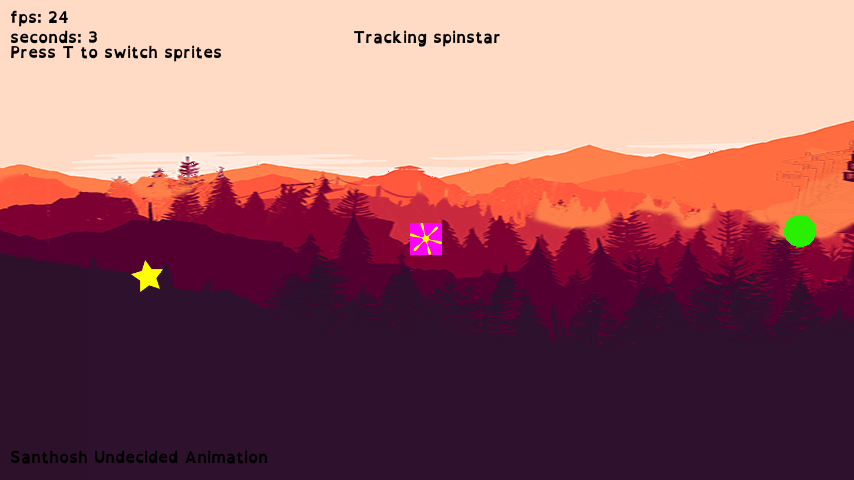 fps: 24
seconds: 3
Press T to switch sprites
Tracking spinstar
Santhosh Undecided Animation